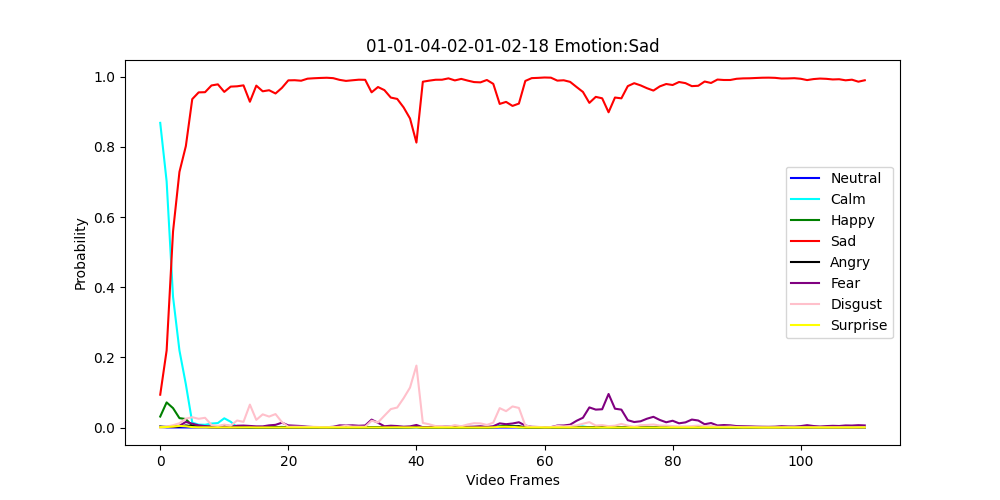 01-01-04-02-01-02-18 Emotion:Sad
Probability
1.0
0.8
0.6
0.4
0.2
0.0
Neutral
Calm
Happy
Sad
Angry
Fear
Disgust
Surprise
0 20 40 60 80 100
Video Frames